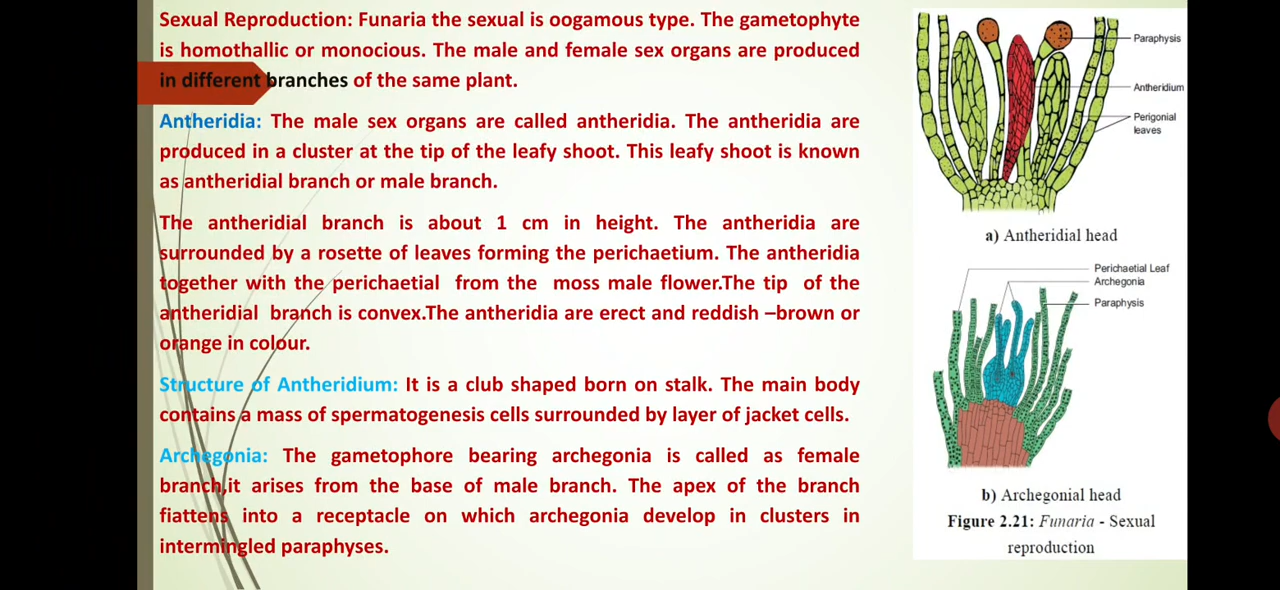 Sexual Reproduction: Funaria the sexual is oogamous type. The gametophyte
is homothallic or monocious. The male and female sex organs are produced
in different branches of the same plant.
Antheridia: The male sex organs are called antheridia. The antheridia are
produced in a cluster at the tip of the leafy shoot. This leafy shoot is known
as antheridial branch or male branch.
The antheridial branch is about 1 cm in height. The antheridia are
surrounded by a rosette of leaves forming the perichaetium. The antheridia
together with the perichaetial from the moss male flower.The tip of the
antheridial branch is convex.The antheridia are erect and reddish –brown or
orange in colour.
Structure of Antheridium: It is a club shaped born on stalk. The main body
contains a mass of spermatogenesis cells surrounded by layer of jacket cells.
Archegonia: The gametophore bearing archegonia is called as female
branch,it arises from the base of male branch. The apex of the branch
fiattens into a receptacle on which archegonia develop in clusters in
intermingled paraphyses.
Paraphysis
Antheridium
Perigonial
leaves
a) Antheridial head
Perichaetial Leaf
Archegonia
Paraphysis
b) Archegonial head
Figure 2.21: Funaria - Sexual
reproduction